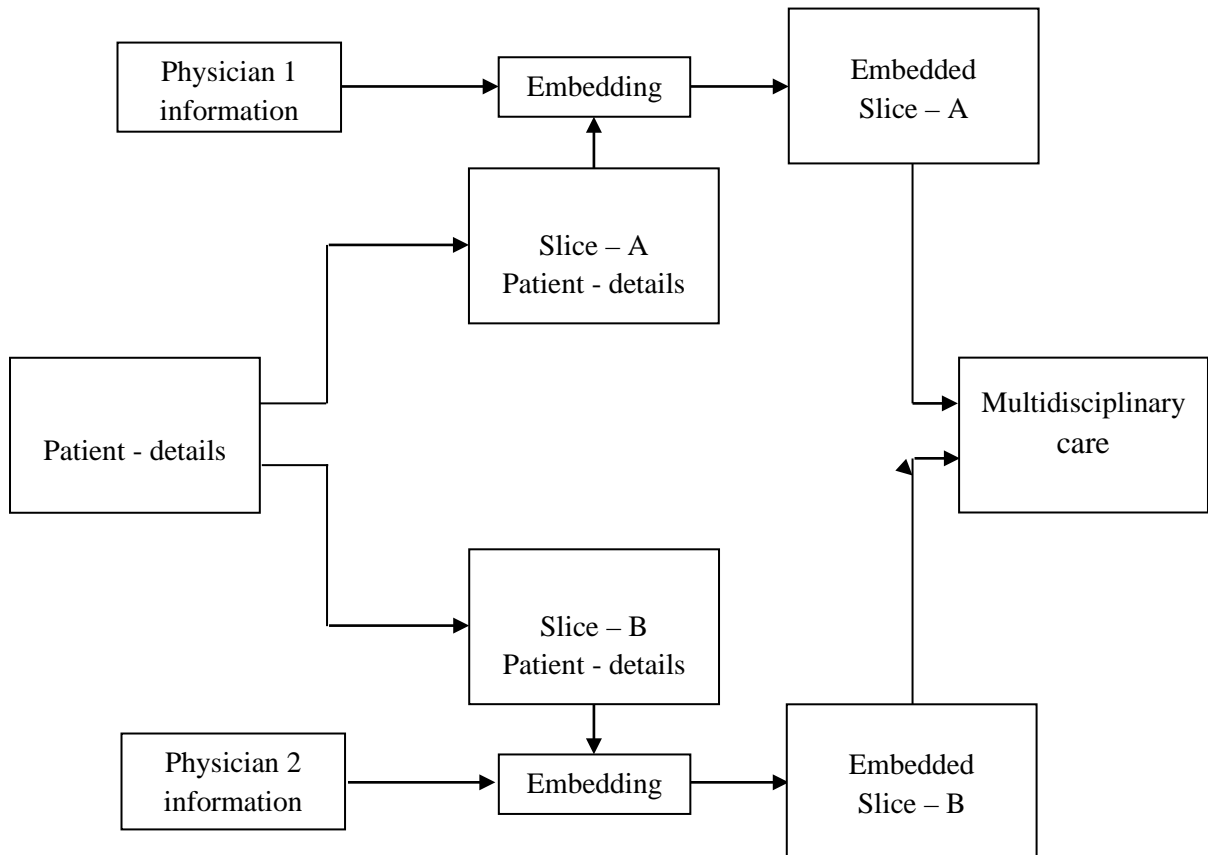 Physician 1
information
Embedding
Embedded
Slice – A
Slice – A
Patient - details
Patient - details
Multidisciplinary
care
Slice – B
Patient - details
Physician 2
information
Embedding
Embedded
Slice – B